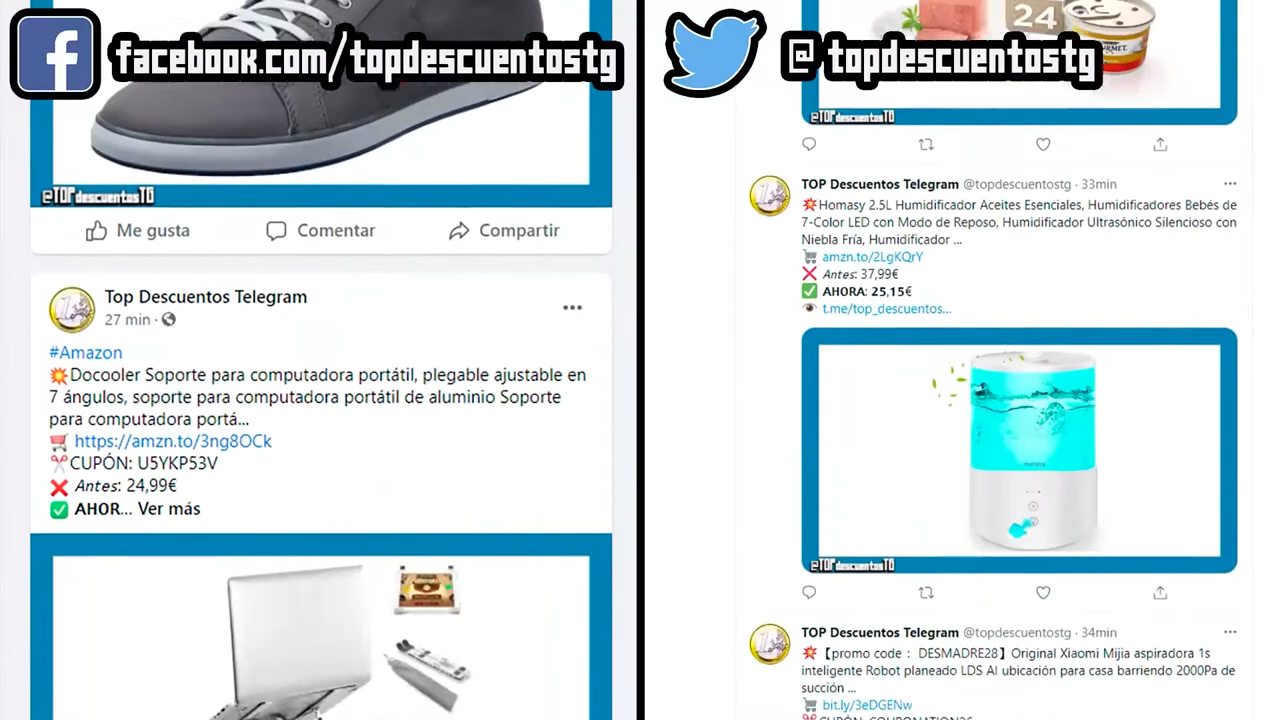 facebook.com/topdescuentostg
@TOPdescuentosTG
Me gusta
Comentar
Compartir
Top Descuentos Telegram
27 min ·
#Amazon
💥Docooler Soporte para computadora portátil, plegable ajustable en
7 ángulos, soporte para computadora portátil de aluminio Soporte
para computadora portá...
🛒 https://amzn.to/3ng8OCk
✂️CUPÓN: U5YKP53V
❌ Antes: 24,99€
✅ AHOR... Ver más
@topdescuentostg
24
GOURMET
@TOPdescuentosTG
TOP Descuentos Telegram @topdescuentostg · 33min
💥Homasy 2.5L Humidificador Aceites Esenciales, Humidificadores Bebés de
7-Color LED con Modo de Reposo, Humidificador Ultrasónico Silencioso con
Niebla Fría, Humidificador ...
🛒 amzn.to/2LgKQrY
❌ Antes: 37,99€
✅ AHORA: 25,15€
👁 t.me/top_descuentos...
@TOPdescuentosTG
TOP Descuentos Telegram @topdescuentostg · 34min
💥【promo code : DESMADRE28】Original Xiaomi Mijia aspiradora 1s
inteligente Robot planeado LDS AI ubicación para casa barriendo 2000Pa de
succión ...
🛒 bit.ly/3eDGENw